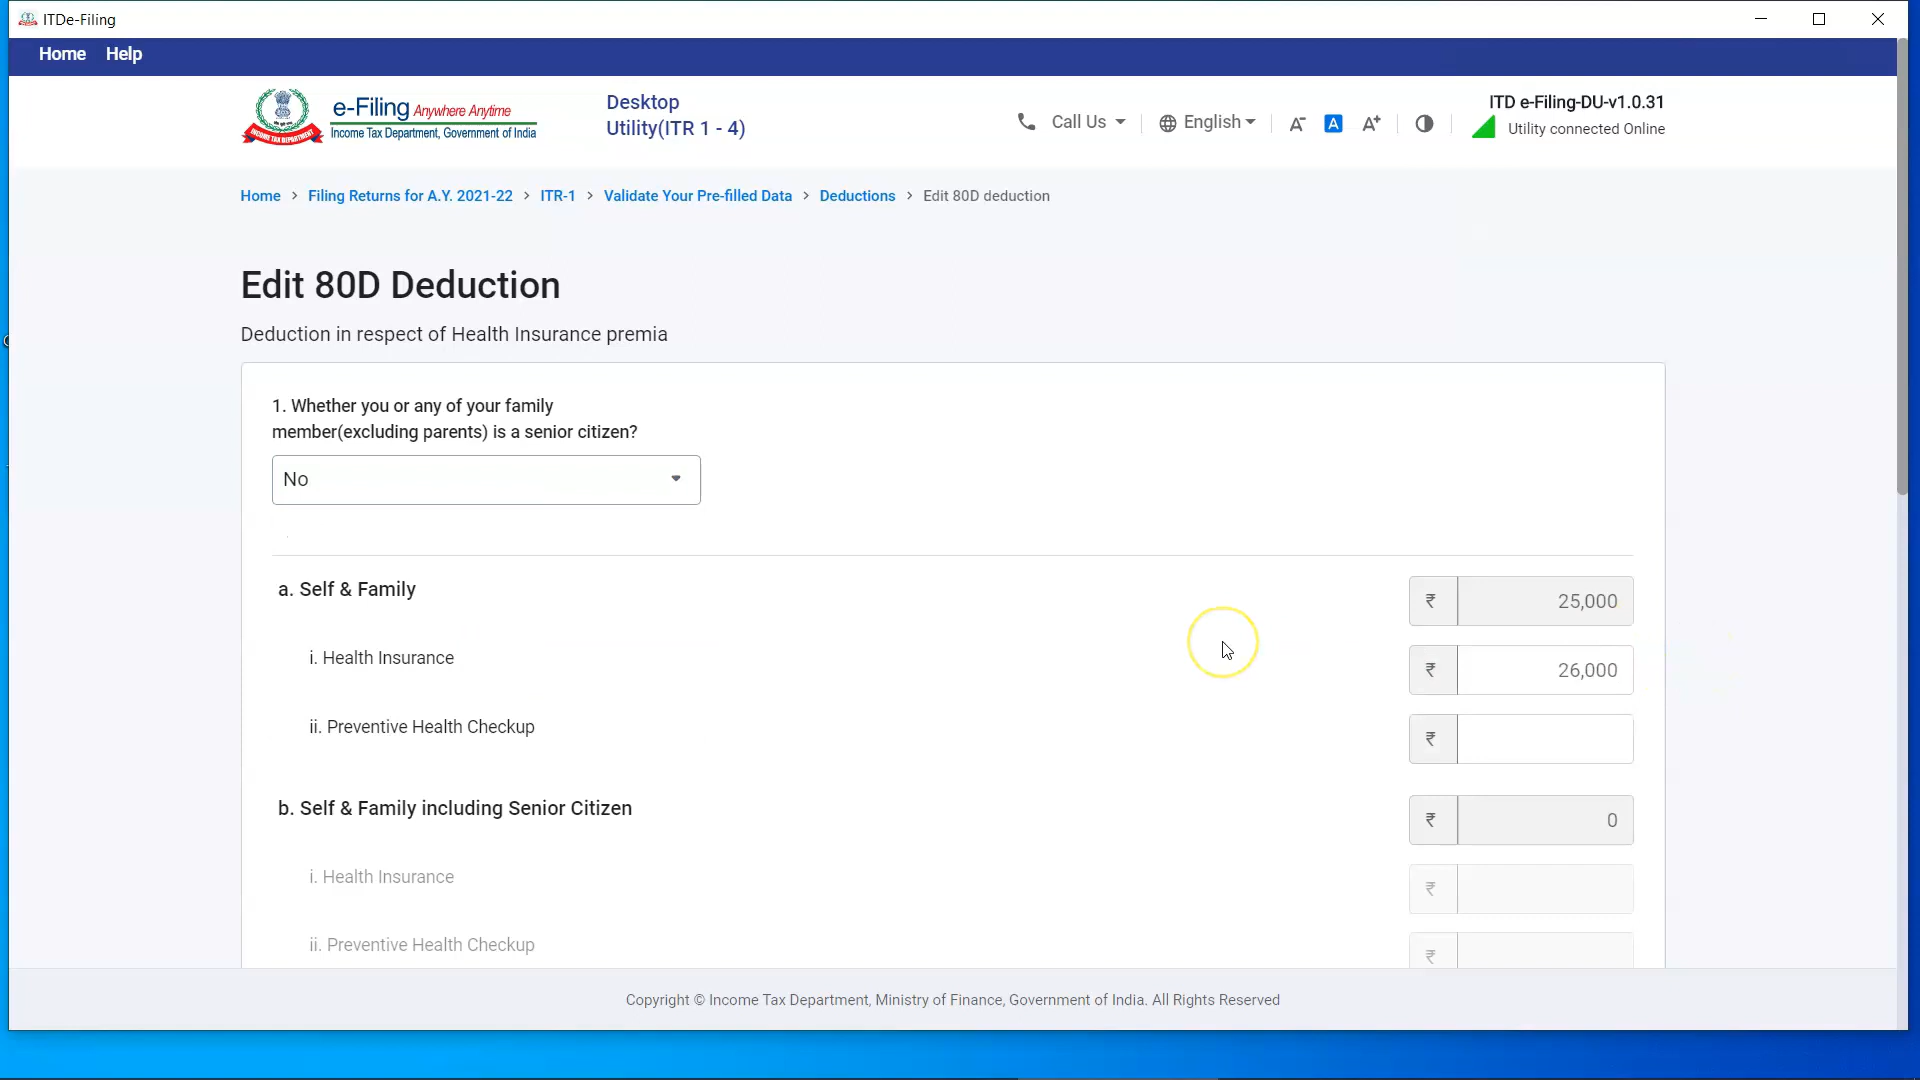 ITDe-Filing
Home Help
e-Filing Anywhere Anytime
Income Tax Department, Government of India
Desktop
Utility(ITR 1 - 4)
Call Us
English
A-
A
A+
ITD e-Filing-DU-v1.0.31
Utility connected Online
Home > Filing Returns for A.Y. 2021-22 > ITR-1 > Validate Your Pre-filled Data > Deductions > Edit 80D deduction
Edit 80D Deduction
Deduction in respect of Health Insurance premia
1. Whether you or any of your family
member(excluding parents) is a senior citizen?
No
a. Self & Family
₹ 25,000
i. Health Insurance
₹ 26,000
ii. Preventive Health Checkup
₹
b. Self & Family including Senior Citizen
₹ 0
i. Health Insurance
₹
ii. Preventive Health Checkup
₹
Copyright © Income Tax Department, Ministry of Finance, Government of India. All Rights Reserved